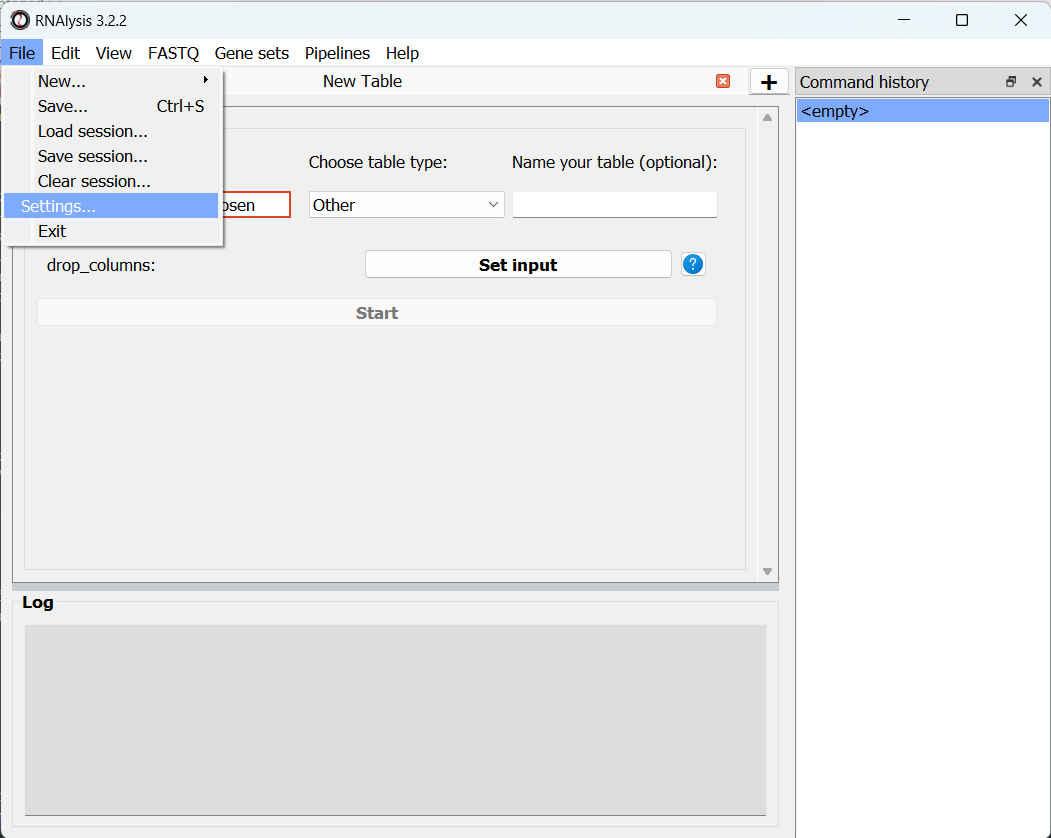 RNAlysis 3.2.2
File Edit View FASTQ Gene sets Pipelines Help
New...
Save... Ctrl+S
Load session...
Save session...
Clear session...
Settings...
Exit
New Table
Command history
<empty>
Choose table type: Name your table (optional):
Other
drop_columns: Set input ?
Start
Log